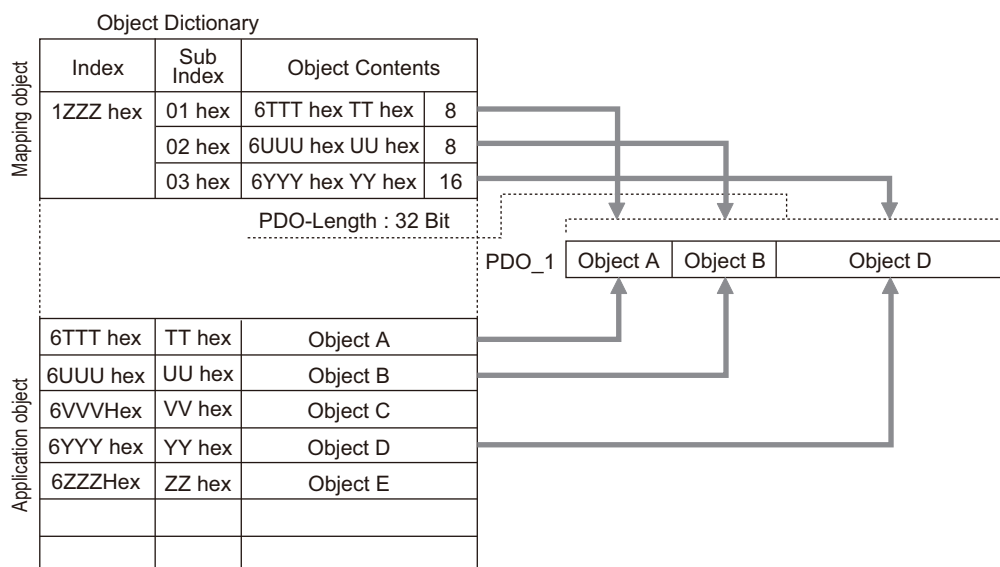 Object Dictionary
Mapping object
Index
Sub
Index
Object Contents
1ZZZ hex
01 hex
6TTT hex TT hex
8
02 hex
6UUU hex UU hex
8
03 hex
6YYY hex YY hex
16
PDO-Length : 32 Bit
PDO_1
Object A
Object B
Object D
Application object
6TTT hex
TT hex
Object A
6UUU hex
UU hex
Object B
6VVVHex
VV hex
Object C
6YYY hex
YY hex
Object D
6ZZZHex
ZZ hex
Object E